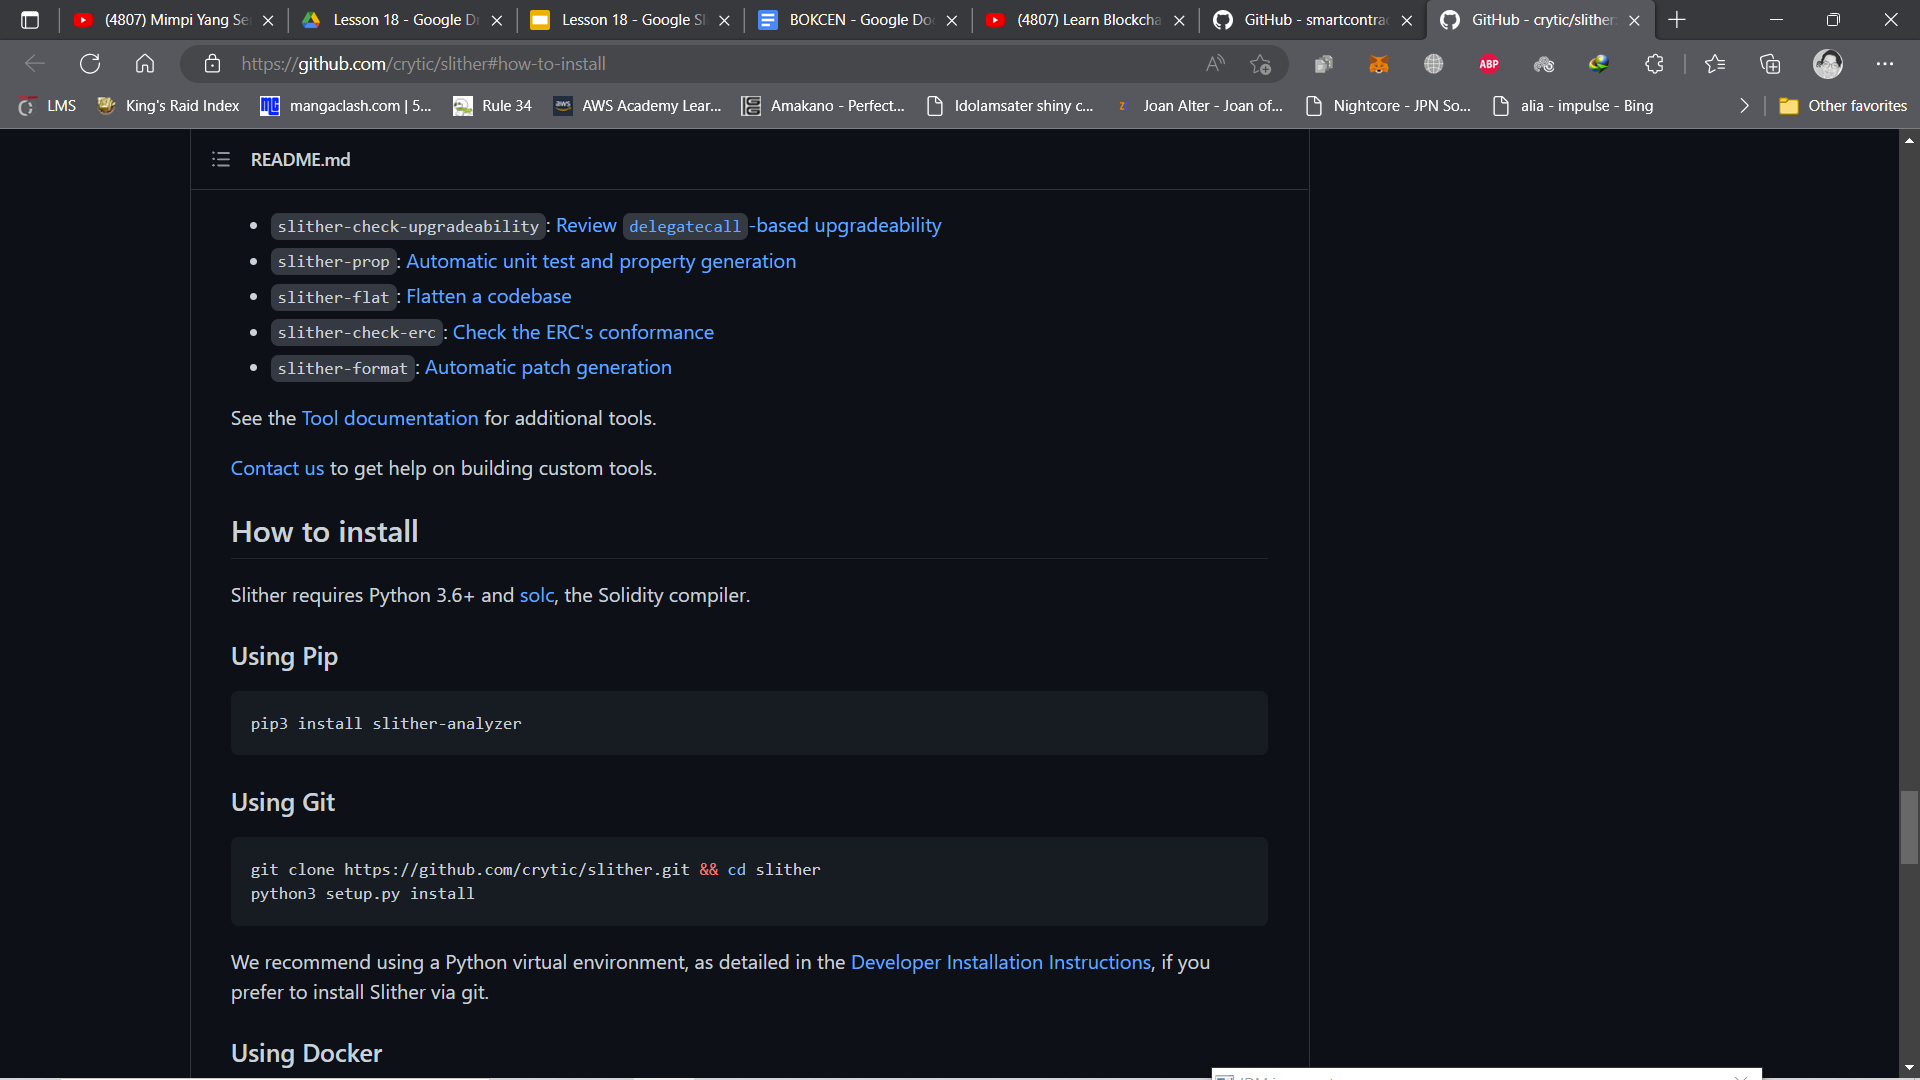 (4807) Mimpi Yang Se
Lesson 18 - Google Dr
Lesson 18 - Google Sl
BOKCEN - Google Doc
(4807) Learn Blockcha
GitHub - smartcontrac
GitHub - crytic/slither:
https://github.com/crytic/slither#how-to-install
ABP
LMS
King's Raid Index
mangaclash.com | 5...
Rule 34
AWS Academy Lear...
Amakano - Perfect...
Idolamsater shiny c...
Joan Alter - Joan of...
Nightcore - JPN So...
alia - impulse - Bing
Other favorites
README.md
slither-check-upgradeability: Review delegatecall-based upgradeability
slither-prop: Automatic unit test and property generation
slither-flat: Flatten a codebase
slither-check-erc: Check the ERC's conformance
slither-format: Automatic patch generation
See the Tool documentation for additional tools.
Contact us to get help on building custom tools.
How to install
Slither requires Python 3.6+ and solc, the Solidity compiler.
Using Pip
pip3 install slither-analyzer
Using Git
git clone https://github.com/crytic/slither.git && cd slither
python3 setup.py install
We recommend using a Python virtual environment, as detailed in the Developer Installation Instructions, if you
prefer to install Slither via git.
Using Docker